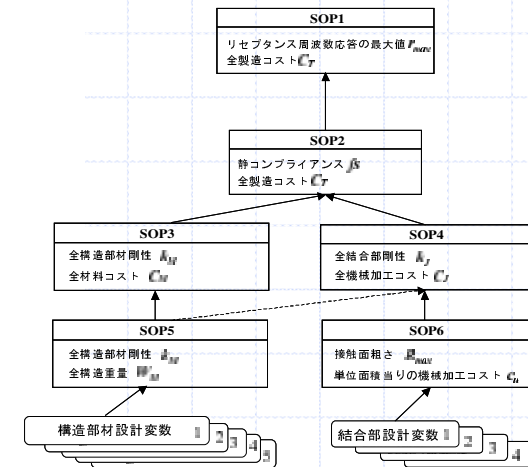 SOP1
リセプタンス周波数応答の最大値 r_max
全製造コスト C_T
SOP2
静コンプライアンス fs
全製造コスト C_T
SOP3
全構造部材剛性 k_M
全材料コスト C_M
SOP4
全結合部剛性 k_J
全機械加工コスト C_J
SOP5
全構造部材剛性 k_M
全構造重量 W_M
SOP6
接触面粗さ R_max
単位面積当りの機械加工コスト c_u
構造部材設計変数 1
2
3
4
5
結合部設計変数 1
2
3
4